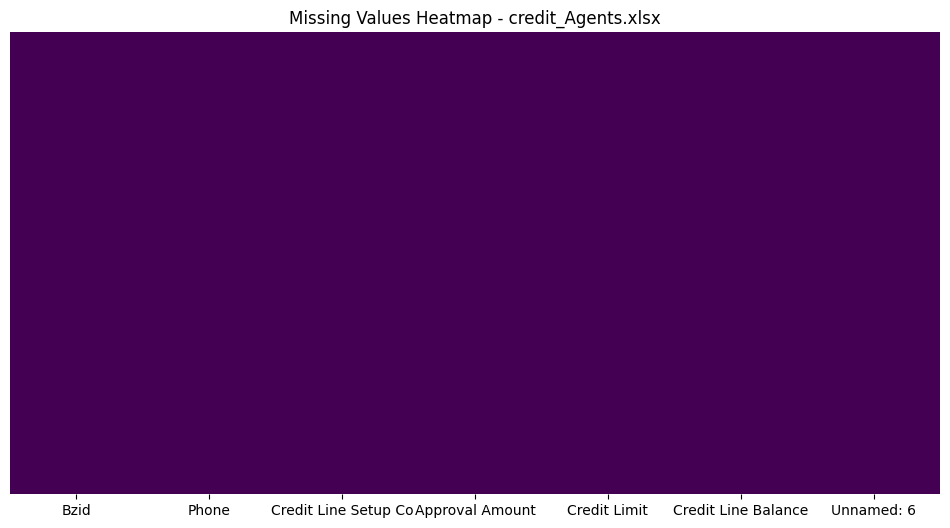 Missing Values Heatmap - credit_Agents.xlsx
Bzid Phone Credit Line Setup Co Approval Amount Credit Limit Credit Line Balance Unnamed: 6